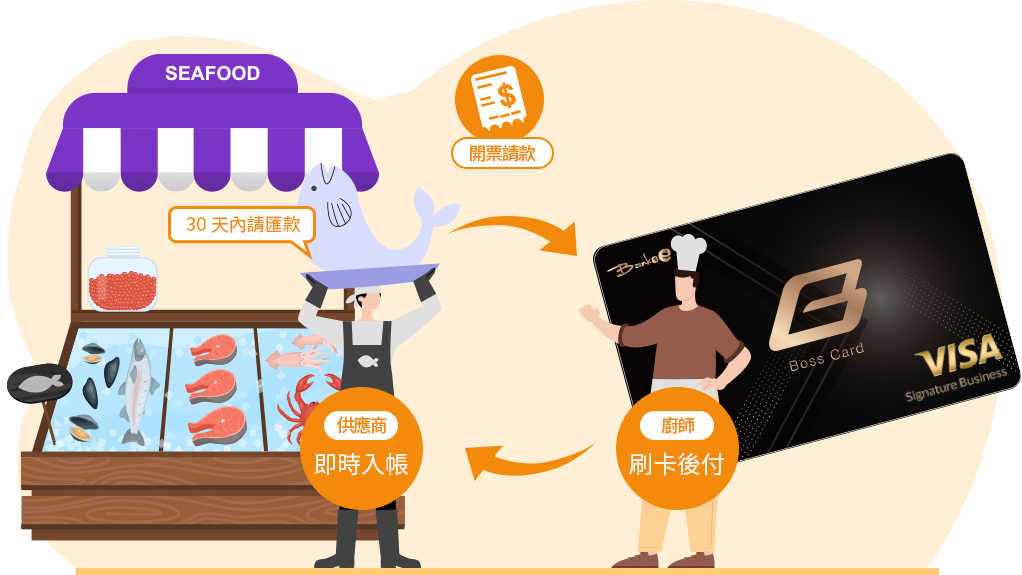 SEAFOOD
開票請款
30 天內請匯款
Bankee
Boss Card
VISA
Signature Business
供應商
即時入帳
廚師
刷卡後付